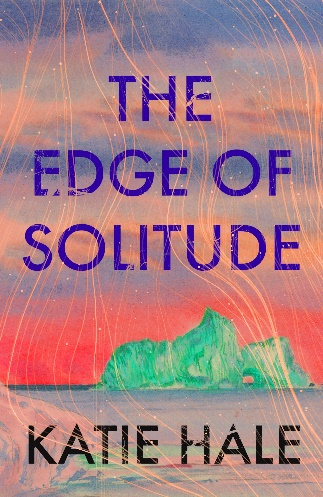 THE
EDGE OF
SOLITUDE
KATIE HALE